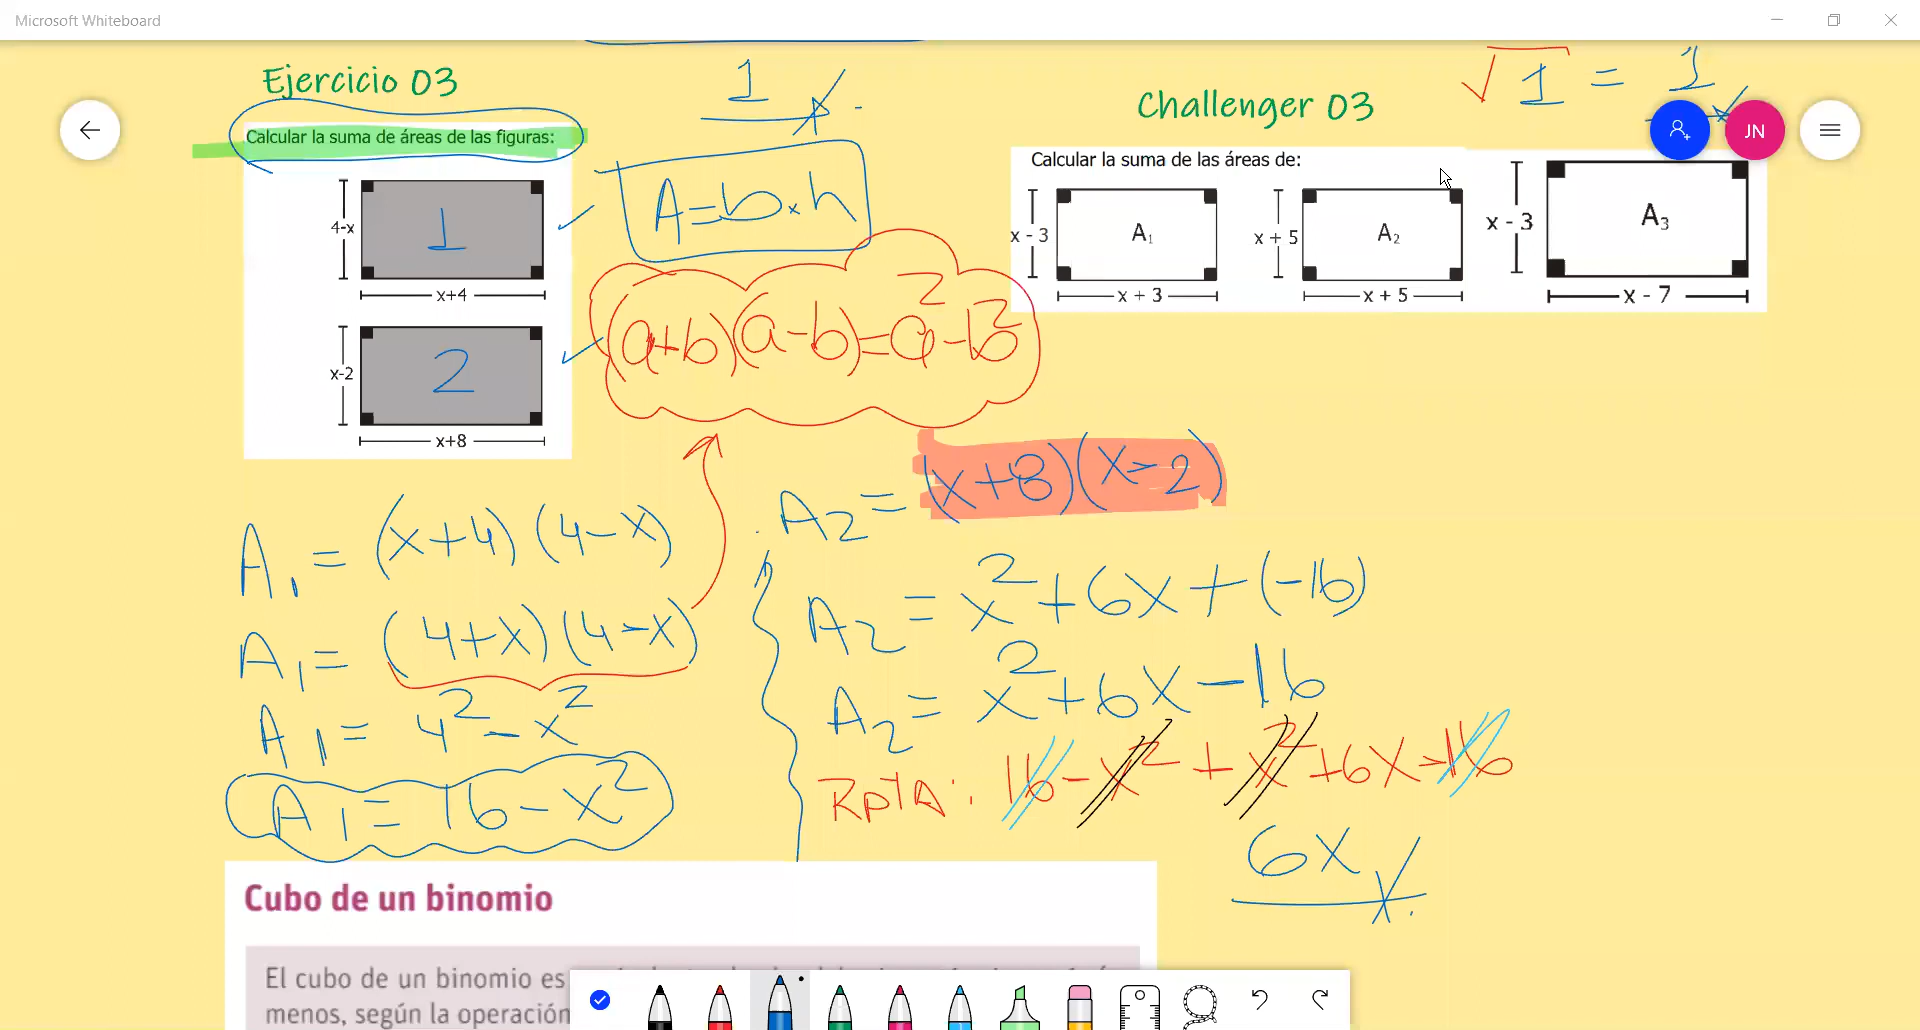 Microsoft Whiteboard
Ejercicio 03
Calcular la suma de áreas de las figuras:
4-x
1
x+4
x-2
2
x+8
1
A=b×h
(a+b)(a-b)=a²-b²
√1 = 1
JN
Challenger 03
Calcular la suma de las áreas de:
x - 3
A₁
x + 3
x + 5
A₂
x + 5
x - 3
A₃
x - 7
A₁ = (x+4)(4-x)
A₁ = (4+x)(4-x)
A₁ = 4² - x²
A₁ = 16 - x²
A₂ = (x+8)(x-2)
A₂ = x² + 6x + (-16)
A₂ = x² + 6x - 16
RPTA: 16 - x² + x² + 6x - 16
6x
Cubo de un binomio
El cubo de un binomio es
menos, según la operación